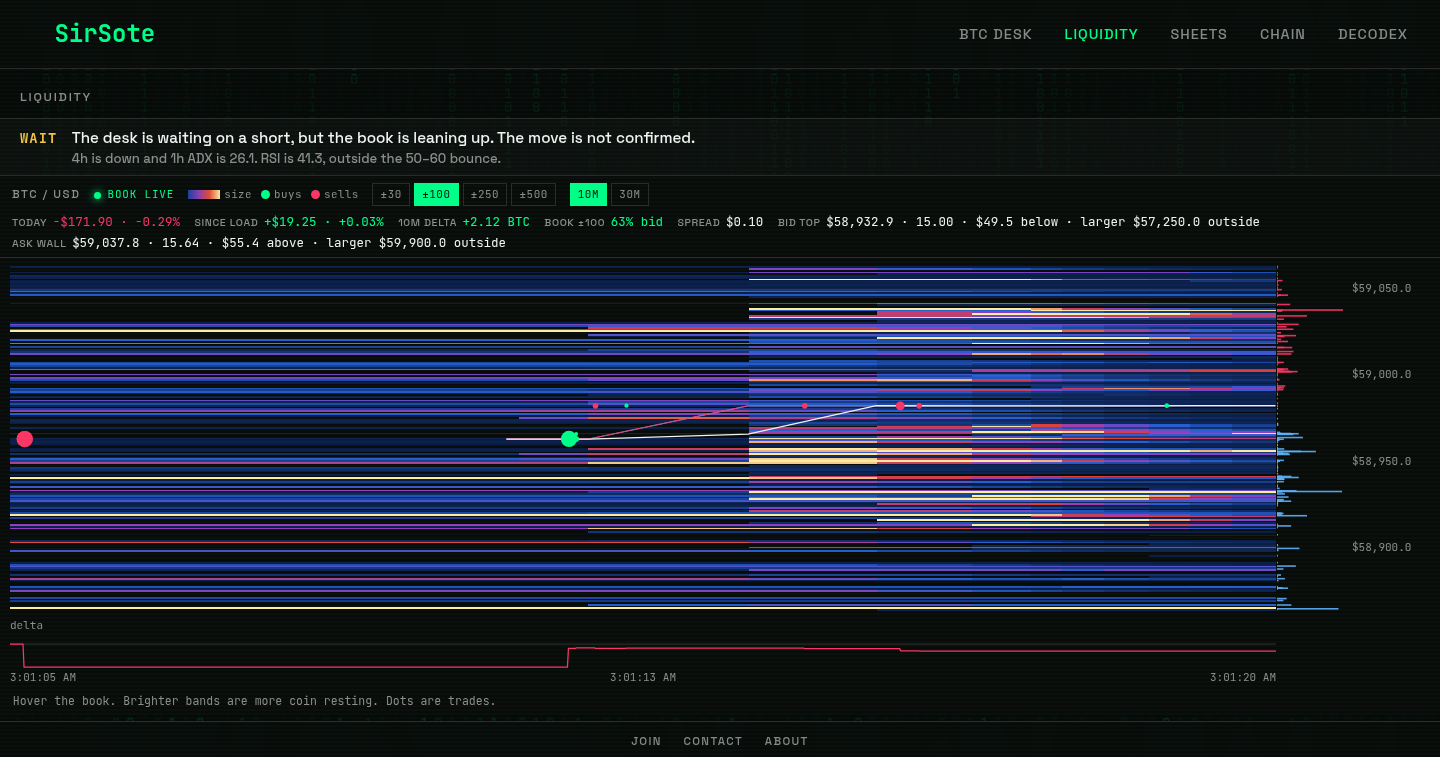 SirSote
BTC DESK LIQUIDITY SHEETS CHAIN DECODEX
LIQUIDITY
WAIT The desk is waiting on a short, but the book is leaning up. The move is not confirmed.
4h is down and 1h ADX is 26.1. RSI is 41.3, outside the 50–60 bounce.
BTC / USD BOOK LIVE size buys sells ±30 ±100 ±250 ±500 10M 30M
TODAY -$171.90 · -0.29% SINCE LOAD +$19.25 · +0.03% 10M DELTA +2.12 BTC BOOK ±100 63% bid SPREAD $0.10 BID TOP $58,932.9 · 15.00 · $49.5 below · larger $57,250.0 outside
ASK WALL $59,037.8 · 15.64 · $55.4 above · larger $59,900.0 outside
$59,050.0
$59,000.0
$58,950.0
$58,900.0
delta
3:01:05 AM 3:01:13 AM 3:01:20 AM
Hover the book. Brighter bands are more coin resting. Dots are trades.
JOIN CONTACT ABOUT